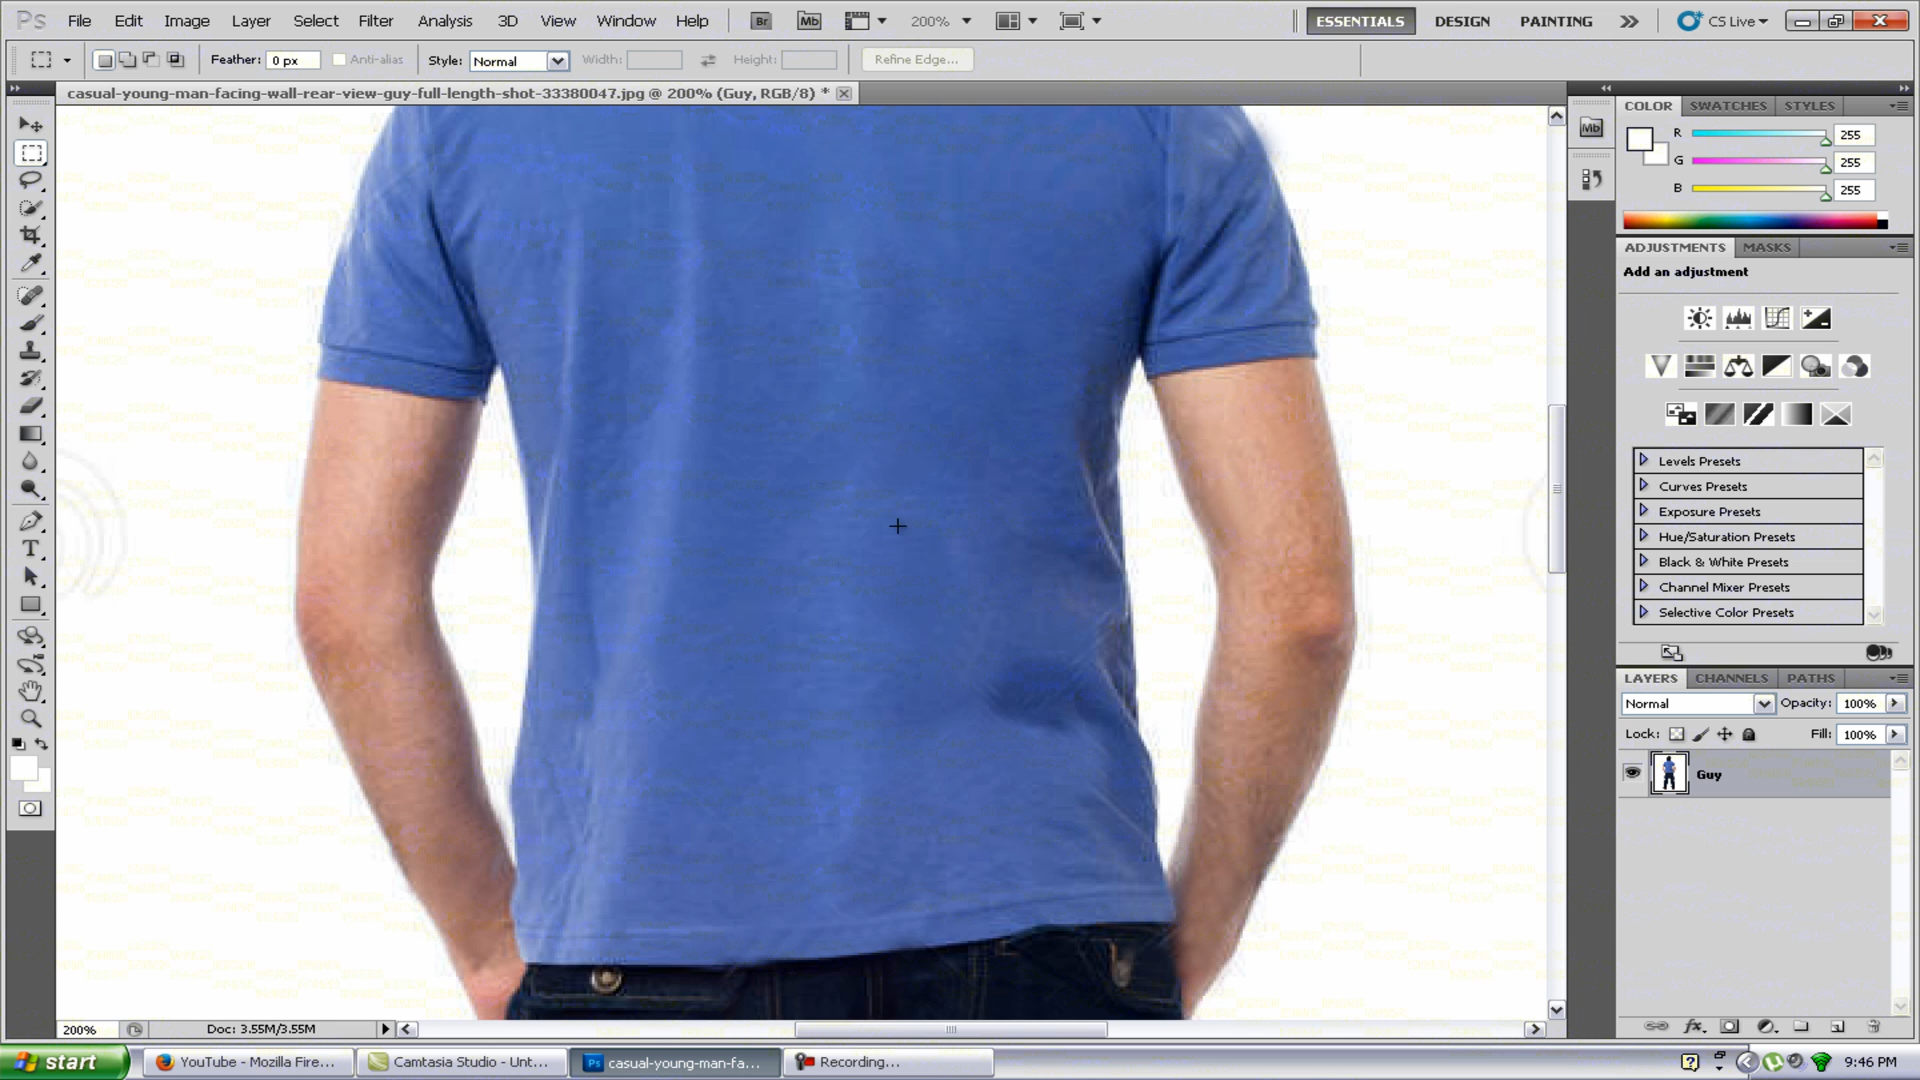 Ps File Edit Image Layer Select Filter Analysis 3D View Window Help Br Mb 200% ESSENTIALS DESIGN PAINTING CS Live
Feather: 0 px Anti-alias Style: Normal Width: Height: Refine Edge...
casual-young-man-facing-wall-rear-view-guy-full-length-shot-33380047.jpg @ 200% (Guy, RGB/8) *
COLOR SWATCHES STYLES
Mb
R 255
G 255
B 255
ADJUSTMENTS MASKS
Add an adjustment
Levels Presets
Curves Presets
Exposure Presets
Hue/Saturation Presets
Black & White Presets
Channel Mixer Presets
Selective Color Presets
LAYERS CHANNELS PATHS
Normal Opacity: 100%
Lock: Fill: 100%
Guy
200% Doc: 3.55M/3.55M
start YouTube - Mozilla Fire... Camtasia Studio - Unt... Ps casual-young-man-fa... Recording... 9:46 PM